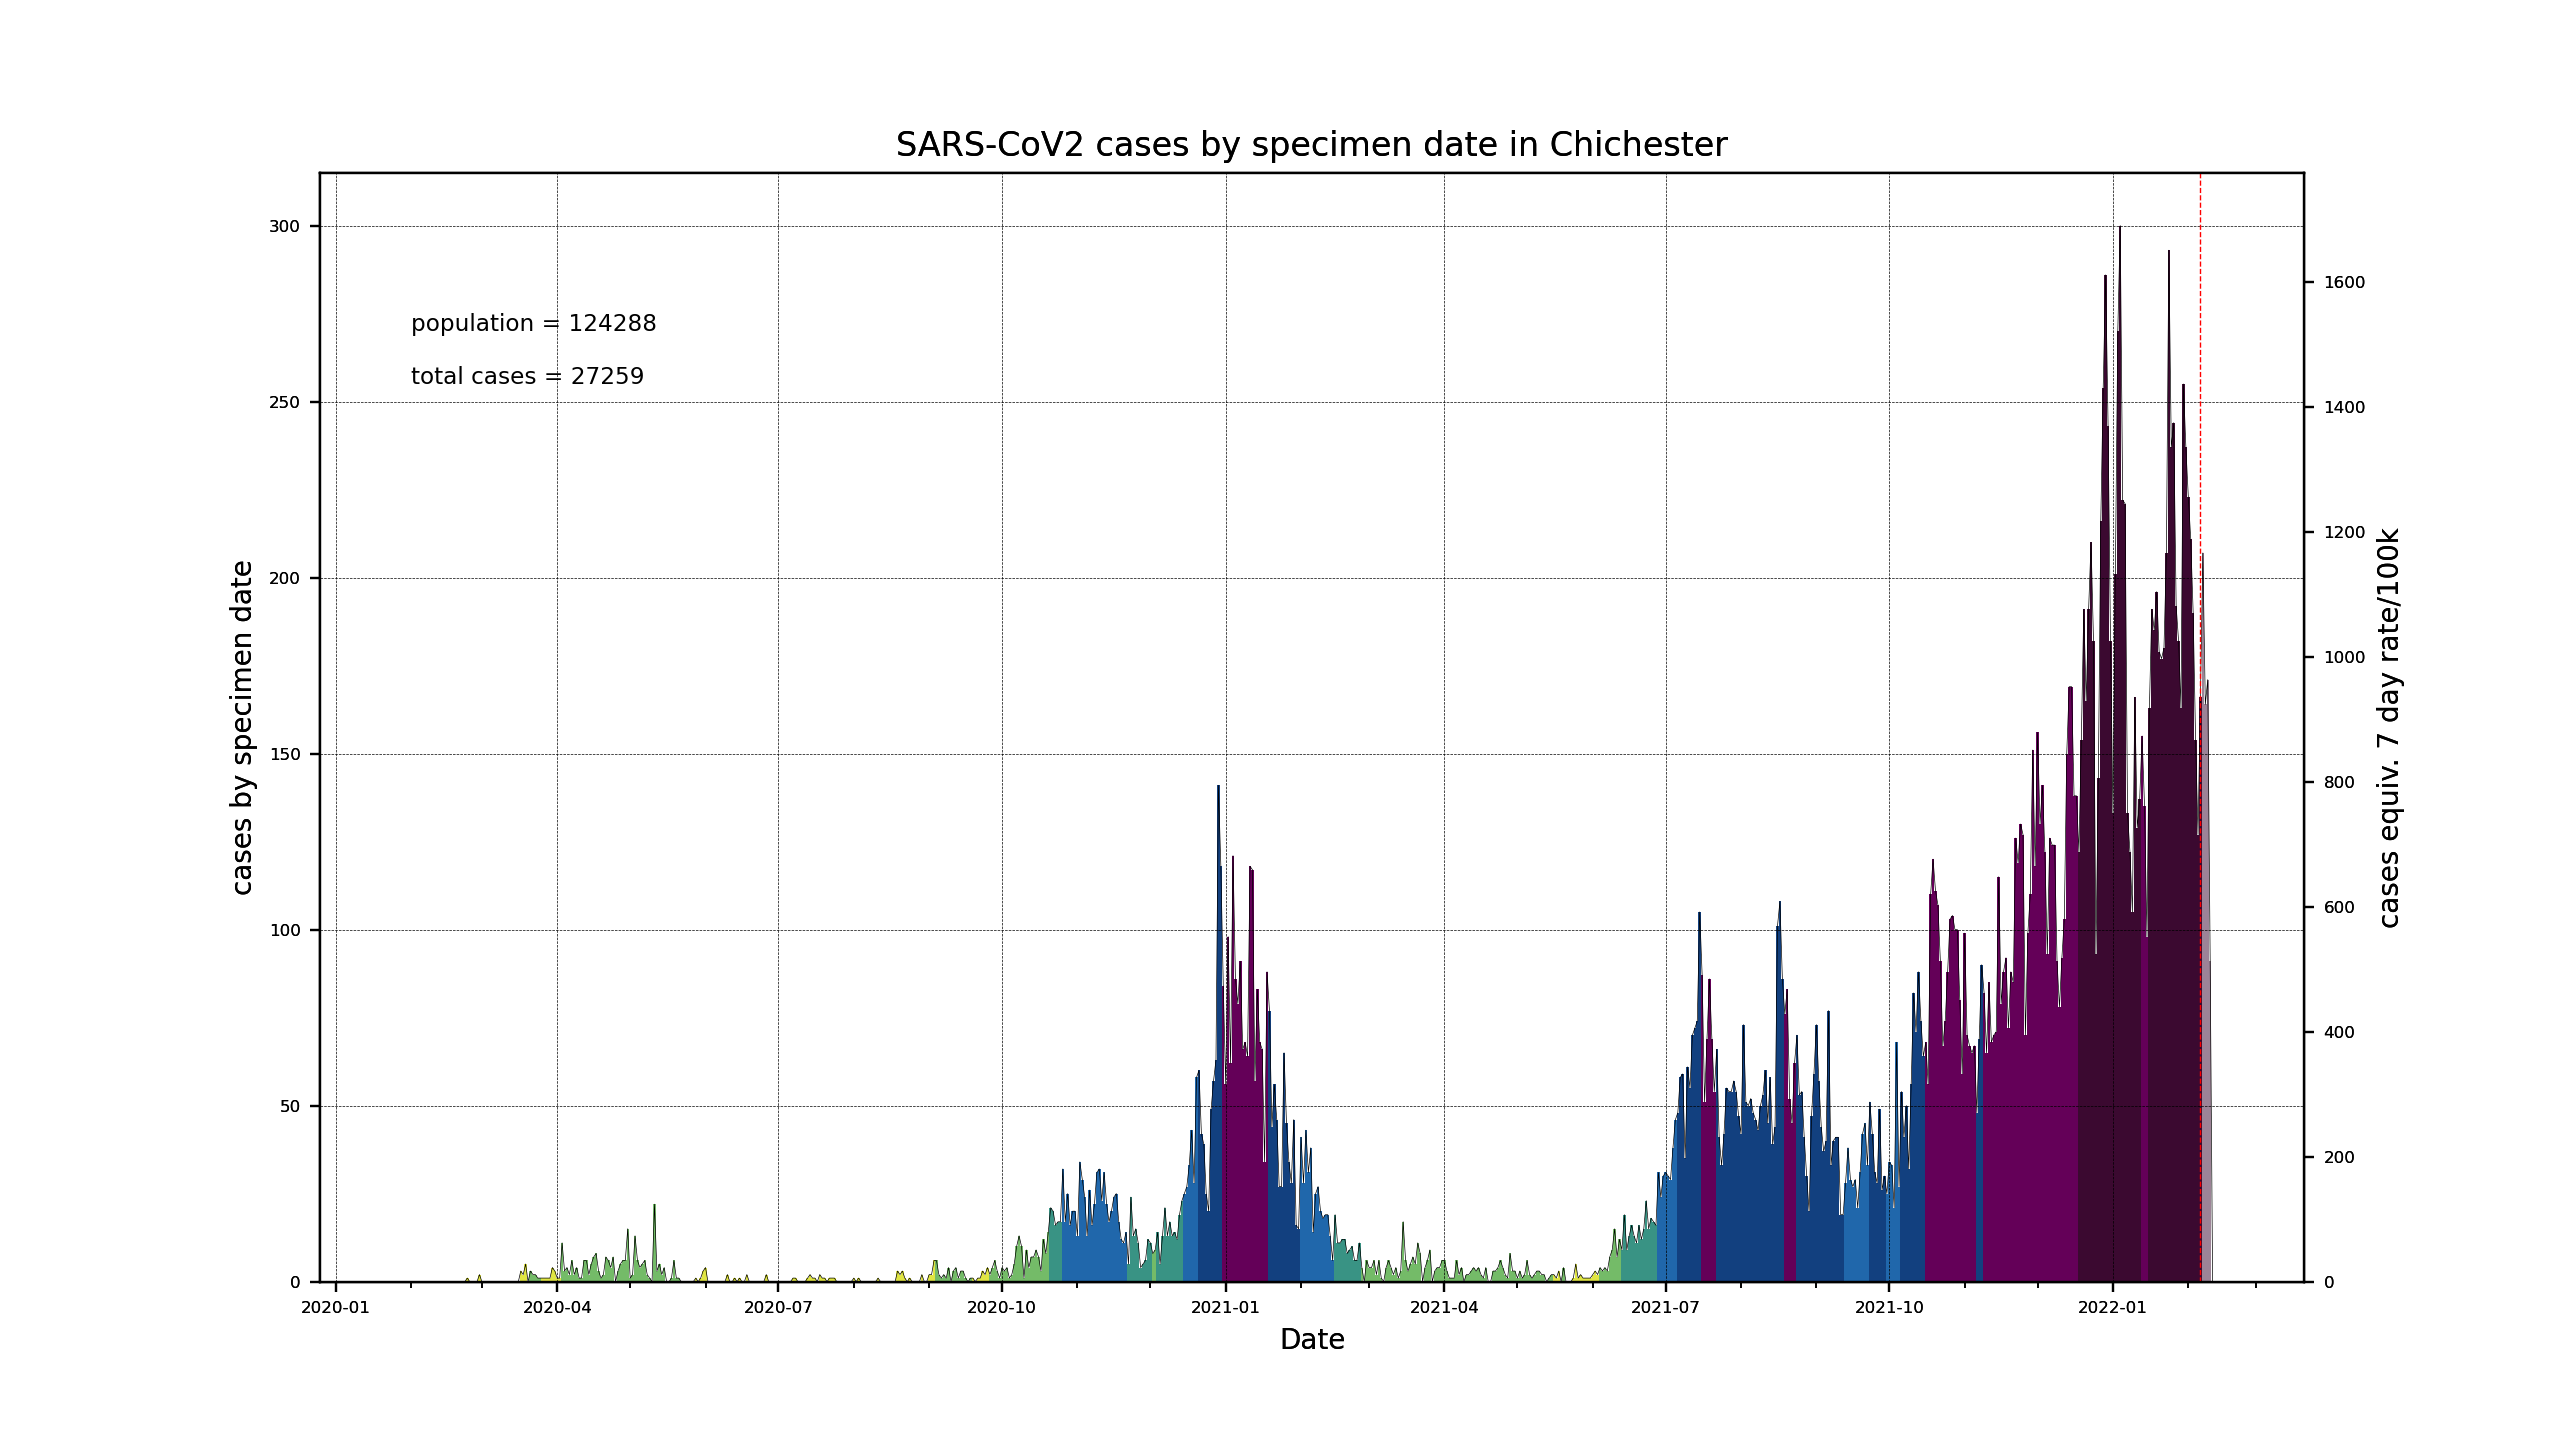 SARS-CoV2 cases by specimen date in Chichester
population = 124288
total cases = 27259
cases by specimen date
300
250
200
150
100
50
0
1600
1400
1200
1000
800
600
400
200
0
cases equiv. 7 day rate/100k
2020-01 2020-04 2020-07 2020-10 2021-01 2021-04 2021-07 2021-10 2022-01
Date